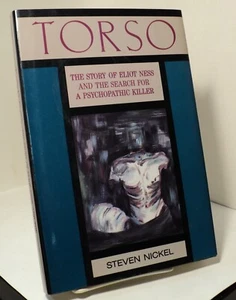 TORSO
THE STORY OF ELIOT NESS
AND THE SEARCH FOR
A PSYCHOPATHIC KILLER
STEVEN NICKEL